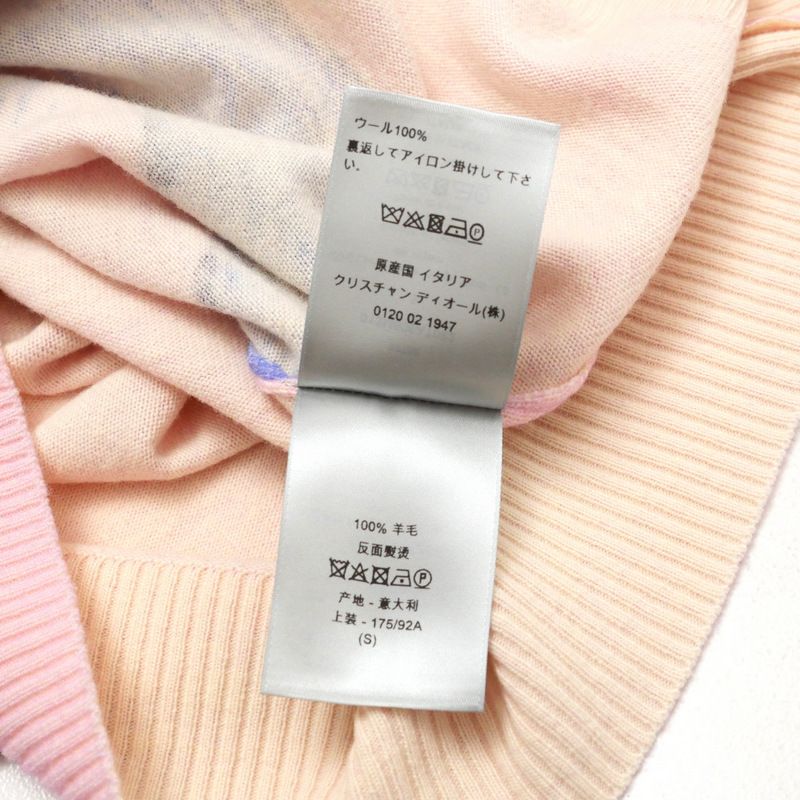 ウール100%
裏返してアイロン掛けして下さ
い.
原産国 イタリア
クリスチャン ディオール(株)
0120 02 1947
100% 羊毛
反面熨烫
产地 - 意大利
上装 - 175/92A
(S)